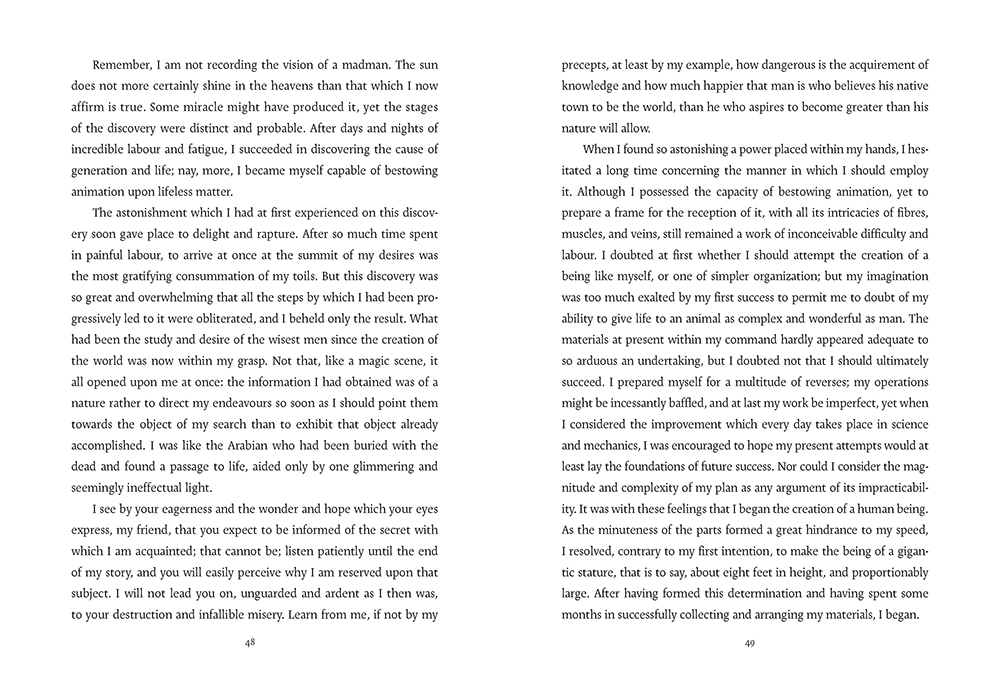 Remember, I am not recording the vision of a madman. The sun
does not more certainly shine in the heavens than that which I now
affirm is true. Some miracle might have produced it, yet the stages
of the discovery were distinct and probable. After days and nights of
incredible labour and fatigue, I succeeded in discovering the cause of
generation and life; nay, more, I became myself capable of bestowing
animation upon lifeless matter.
The astonishment which I had at first experienced on this discov-
ery soon gave place to delight and rapture. After so much time spent
in painful labour, to arrive at once at the summit of my desires was
the most gratifying consummation of my toils. But this discovery was
so great and overwhelming that all the steps by which I had been pro-
gressively led to it were obliterated, and I beheld only the result. What
had been the study and desire of the wisest men since the creation of
the world was now within my grasp. Not that, like a magic scene, it
all opened upon me at once: the information I had obtained was of a
nature rather to direct my endeavours so soon as I should point them
towards the object of my search than to exhibit that object already
accomplished. I was like the Arabian who had been buried with the
dead and found a passage to life, aided only by one glimmering and
seemingly ineffectual light.
I see by your eagerness and the wonder and hope which your eyes
express, my friend, that you expect to be informed of the secret with
which I am acquainted; that cannot be; listen patiently until the end
of my story, and you will easily perceive why I am reserved upon that
subject. I will not lead you on, unguarded and ardent as I then was,
to your destruction and infallible misery. Learn from me, if not by my
48
precepts, at least by my example, how dangerous is the acquirement of
knowledge and how much happier that man is who believes his native
town to be the world, than he who aspires to become greater than his
nature will allow.
When I found so astonishing a power placed within my hands, I hes-
itated a long time concerning the manner in which I should employ
it. Although I possessed the capacity of bestowing animation, yet to
prepare a frame for the reception of it, with all its intricacies of fibres,
muscles, and veins, still remained a work of inconceivable difficulty and
labour. I doubted at first whether I should attempt the creation of a
being like myself, or one of simpler organization; but my imagination
was too much exalted by my first success to permit me to doubt of my
ability to give life to an animal as complex and wonderful as man. The
materials at present within my command hardly appeared adequate to
so arduous an undertaking, but I doubted not that I should ultimately
succeed. I prepared myself for a multitude of reverses; my operations
might be incessantly baffled, and at last my work be imperfect, yet when
I considered the improvement which every day takes place in science
and mechanics, I was encouraged to hope my present attempts would at
least lay the foundations of future success. Nor could I consider the mag-
nitude and complexity of my plan as any argument of its impracticabil-
ity. It was with these feelings that I began the creation of a human being.
As the minuteness of the parts formed a great hindrance to my speed,
I resolved, contrary to my first intention, to make the being of a gigan-
tic stature, that is to say, about eight feet in height, and proportionably
large. After having formed this determination and having spent some
months in successfully collecting and arranging my materials, I began.
49